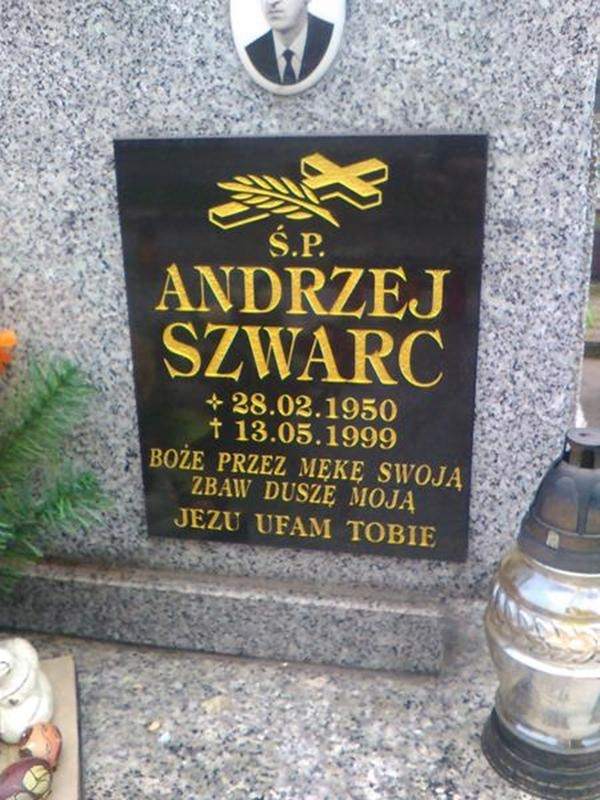 Ś.P.
ANDRZEJ
SZWARC
✧ 28.02.1950
† 13.05.1999
BOŻE PRZEZ MĘKĘ SWOJĄ
ZBAW DUSZĘ MOJĄ
JEZU UFAM TOBIE